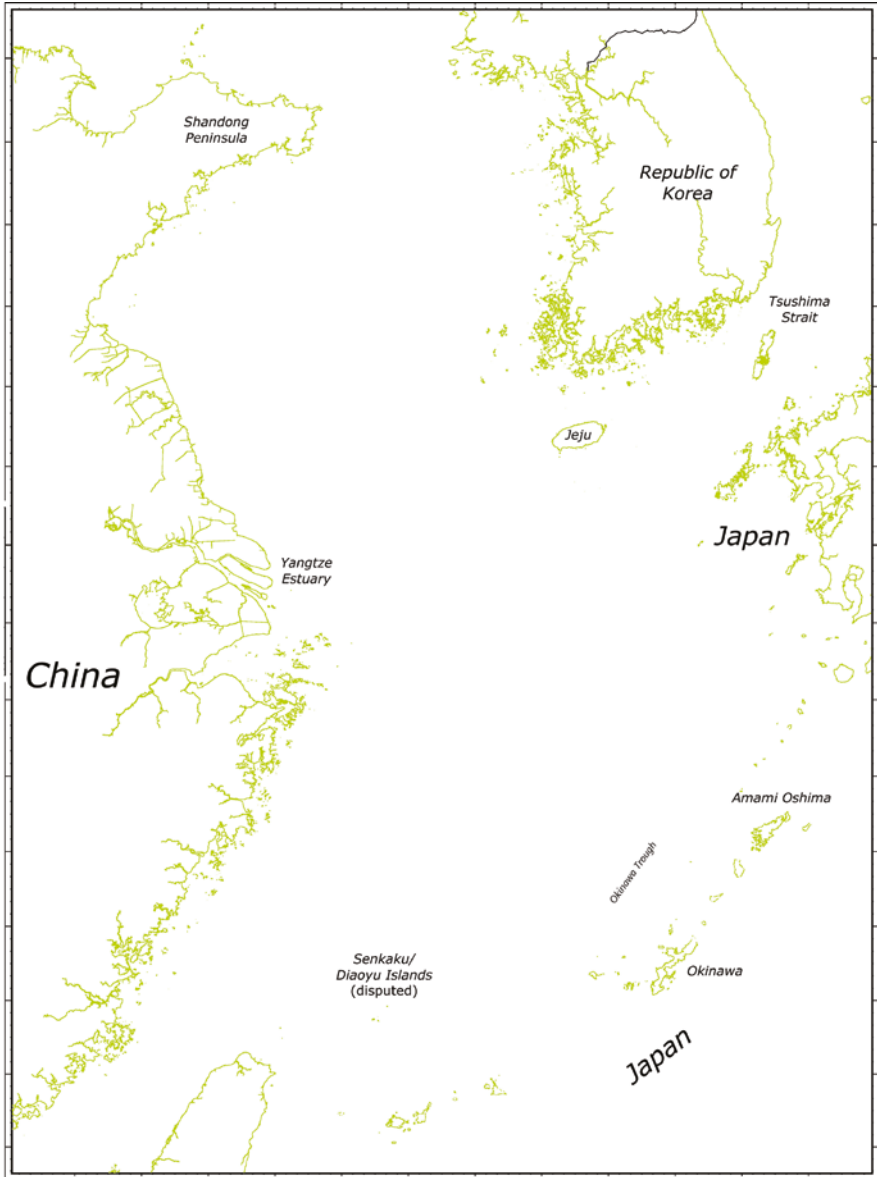 Shandong
Peninsula
Republic of
Korea
Tsushima
Strait
Jeju
Japan
Yangtze
Estuary
China
Amami Oshima
Okinawa Trough
Senkaku/
Diaoyu Islands
(disputed)
Okinawa
Japan